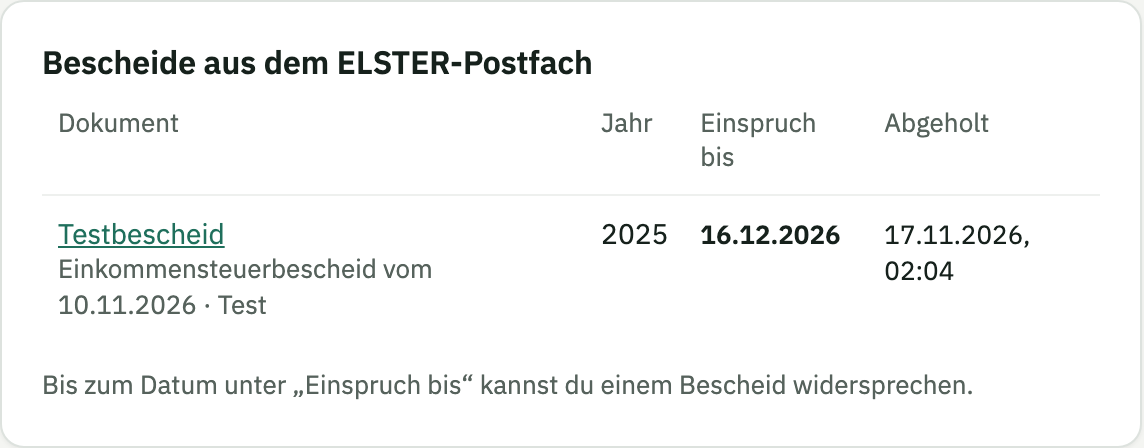 Bescheide aus dem ELSTER-Postfach
Dokument Jahr Einspruch bis Abgeholt
Testbescheid 2025 16.12.2026 17.11.2026, 02:04
Einkommensteuerbescheid vom
10.11.2026 · Test
Bis zum Datum unter „Einspruch bis“ kannst du einem Bescheid widersprechen.